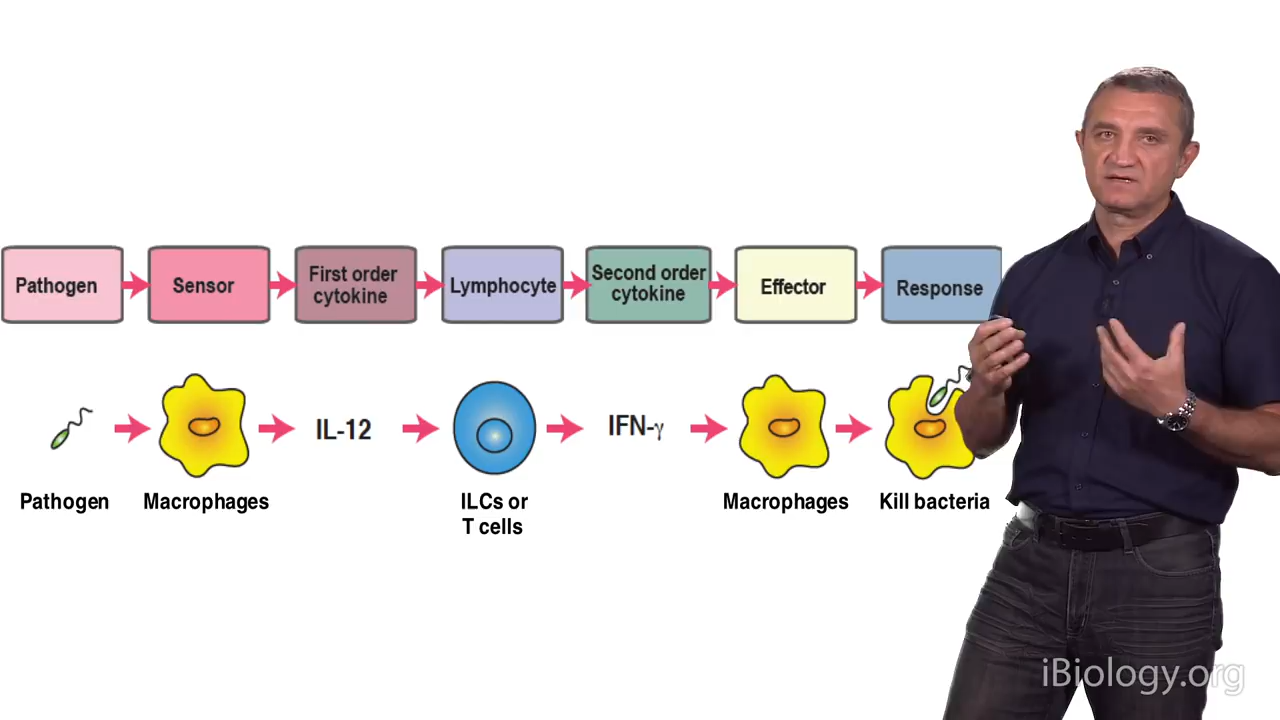 Pathogen
Sensor
First order
cytokine
Lymphocyte
Second order
cytokine
Effector
Response
IL-12
IFN-γ
Pathogen
Macrophages
ILCs or
T cells
Macrophages
Kill bacteria
iBiology.org